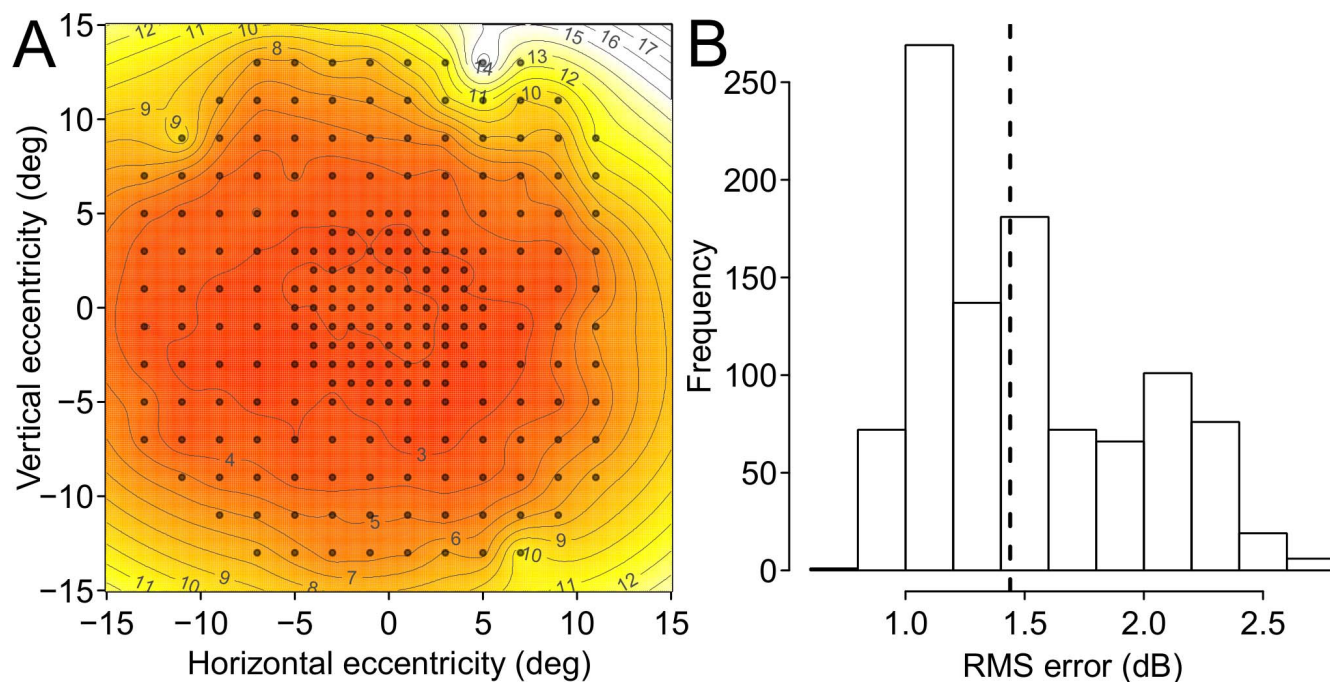 A
15
10
5
0
−5
−10
−15
Vertical eccentricity (deg)
12 11 10 15 16 17
8 14 13 12
9 9 11 10
4 3
5 6 9
10
11 10 9 8 7 11 12
−15 −10 −5 0 5 10 15
Horizontal eccentricity (deg)
B
250
200
150
100
50
0
Frequency
1.0 1.5 2.0 2.5
RMS error (dB)